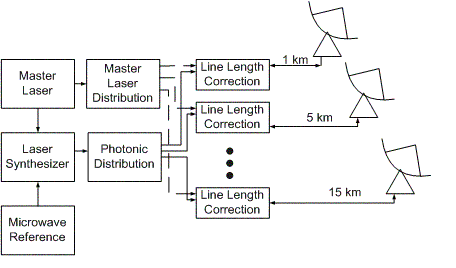 Master
Laser
Master
Laser
Distribution
Line Length
Correction
1 km
Line Length
Correction
5 km
Laser
Synthesizer
Photonic
Distribution
Line Length
Correction
15 km
Microwave
Reference